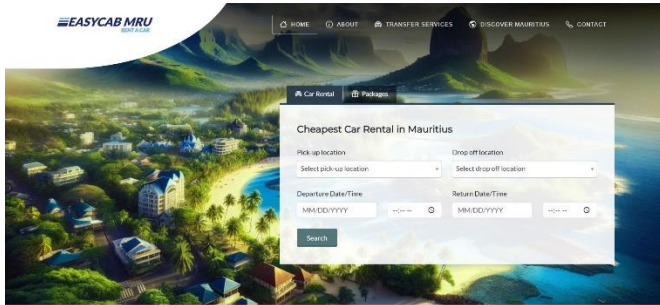 EASYCAB MRU
RENT A CAR
HOME ABOUT TRANSFER SERVICES DISCOVER MAURITIUS CONTACT
Car Rental Packages
Cheapest Car Rental in Mauritius
Pick-up location Drop off location
Select pick-up location Select drop off location
Departure Date/Time Return Date/Time
MM/DD/YYYY --:-- -- MM/DD/YYYY --:-- --
Search